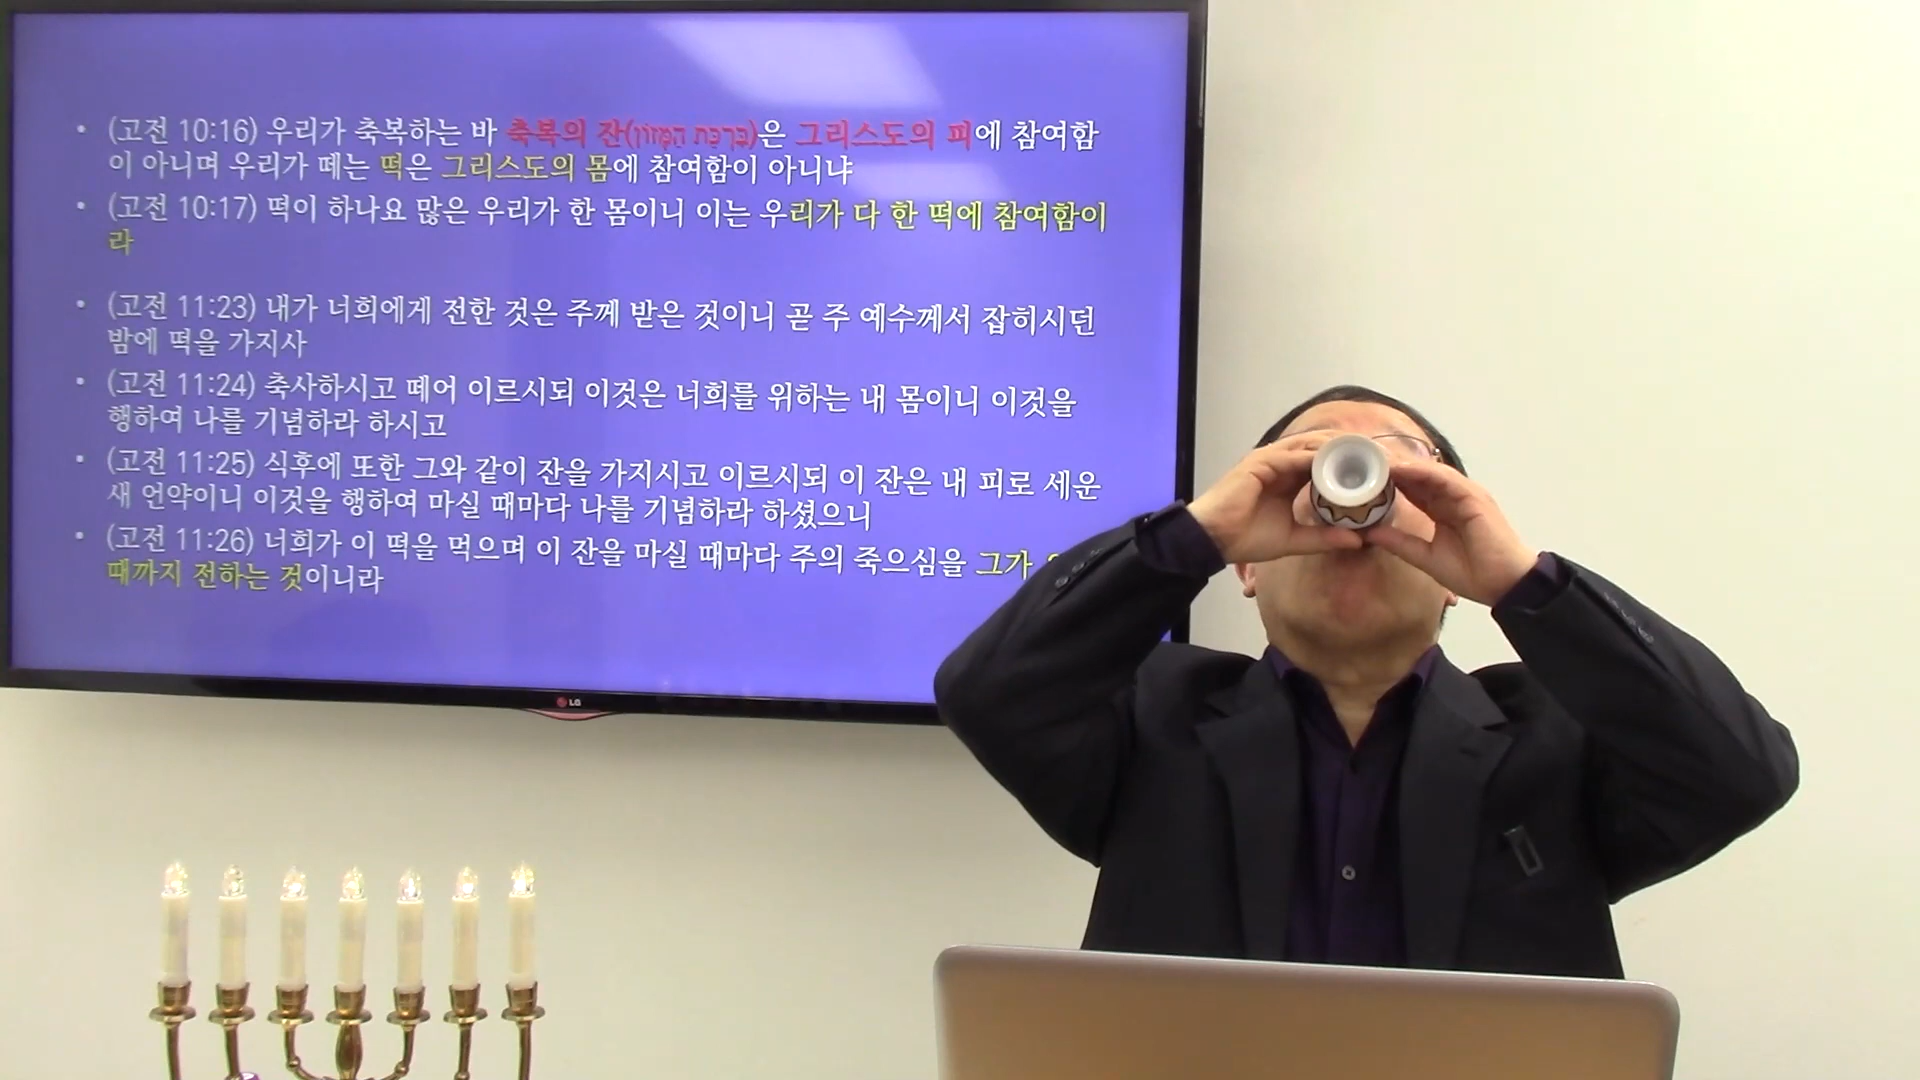 • (고전 10:16) 우리가 축복하는 바 축복의 잔(בִּרְכַּת הַמָּזוֹן)은 그리스도의 피에 참여함
이 아니며 우리가 떼는 떡은 그리스도의 몸에 참여함이 아니냐
• (고전 10:17) 떡이 하나요 많은 우리가 한 몸이니 이는 우리가 다 한 떡에 참여함이
라
• (고전 11:23) 내가 너희에게 전한 것은 주께 받은 것이니 곧 주 예수께서 잡히시던
밤에 떡을 가지사
• (고전 11:24) 축사하시고 떼어 이르시되 이것은 너희를 위하는 내 몸이니 이것을
행하여 나를 기념하라 하시고
• (고전 11:25) 식후에 또한 그와 같이 잔을 가지시고 이르시되 이 잔은 내 피로 세운
새 언약이니 이것을 행하여 마실 때마다 나를 기념하라 하셨으니
• (고전 11:26) 너희가 이 떡을 먹으며 이 잔을 마실 때마다 주의 죽으심을 그가
때까지 전하는 것이니라
LG